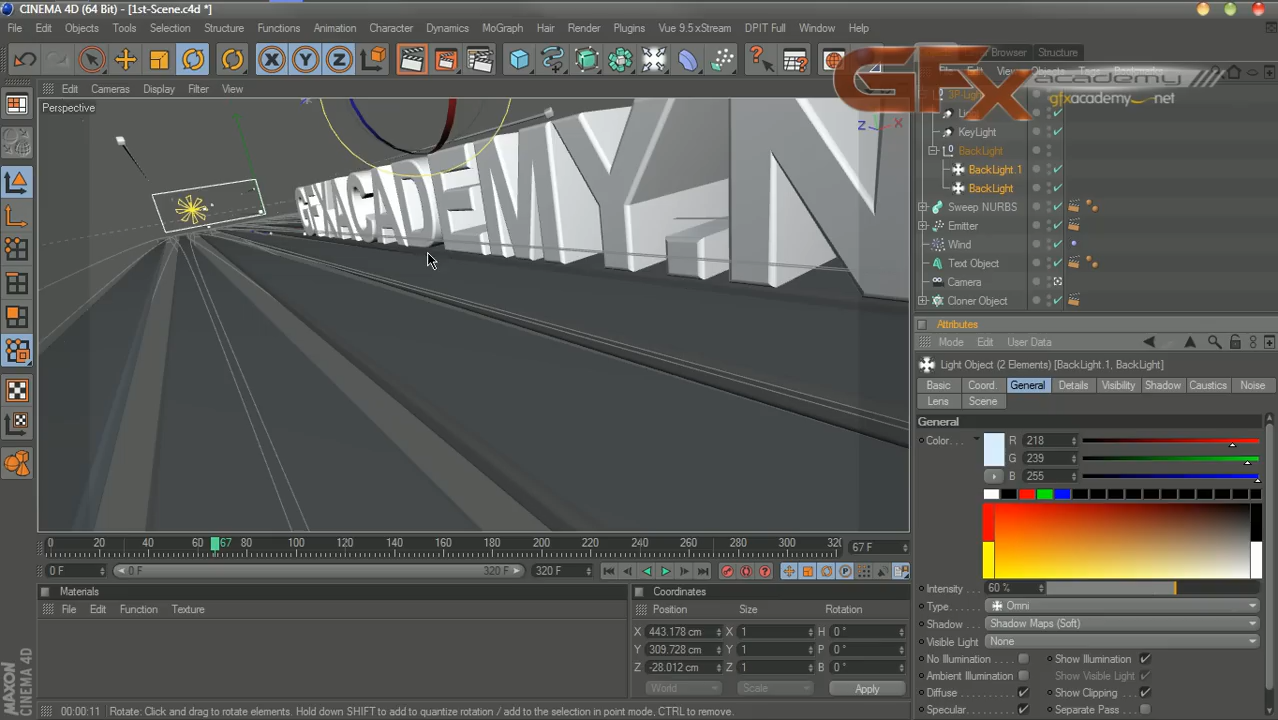 CINEMA 4D (64 Bit) - [1st-Scene.c4d *]
File Edit Objects Tools Selection Structure Functions Animation Character Dynamics MoGraph Hair Render Plugins Vue 9.5 xStream DPIT Full Window Help
Browser Structure
Edit Cameras Display Filter View
GFX academy
gfxacademy.net
Perspective
Z X
GFXACADEMY.N
KeyLight
BackLight
BackLight.1
BackLight
Sweep NURBS
Emitter
Wind
Text Object
Camera
Cloner Object
Attributes
Mode Edit User Data
Light Object (2 Elements) [BackLight.1, BackLight]
Basic Coord. General Details Visibility Shadow Caustics Noise
Lens Scene
General
Color . . . R 218
G 239
B 255
Intensity 60 %
Type . . . . . Omni
Shadow . . . Shadow Maps (Soft)
Visible Light None
No Illumination . . . . Show Illumination
Ambient Illumination Show Visible Light
Diffuse . . . . Show Clipping . . .
Specular . . . . Separate Pass . . . .
0 20 40 60 67 80 100 120 140 160 180 200 220 240 260 280 300 320 67 F
0 F 0 F 320 F 320 F
Materials
File Edit Function Texture
Coordinates
Position Size Rotation
X 443.178 cm X 1 H 0 °
Y 309.728 cm Y 1 P 0 °
Z -28.012 cm Z 1 B 0 °
World Scale Apply
MAXON CINEMA 4D
00:00:11 Rotate: Click and drag to rotate elements. Hold down SHIFT to add to quantize rotation / add to the selection in point mode, CTRL to remove.